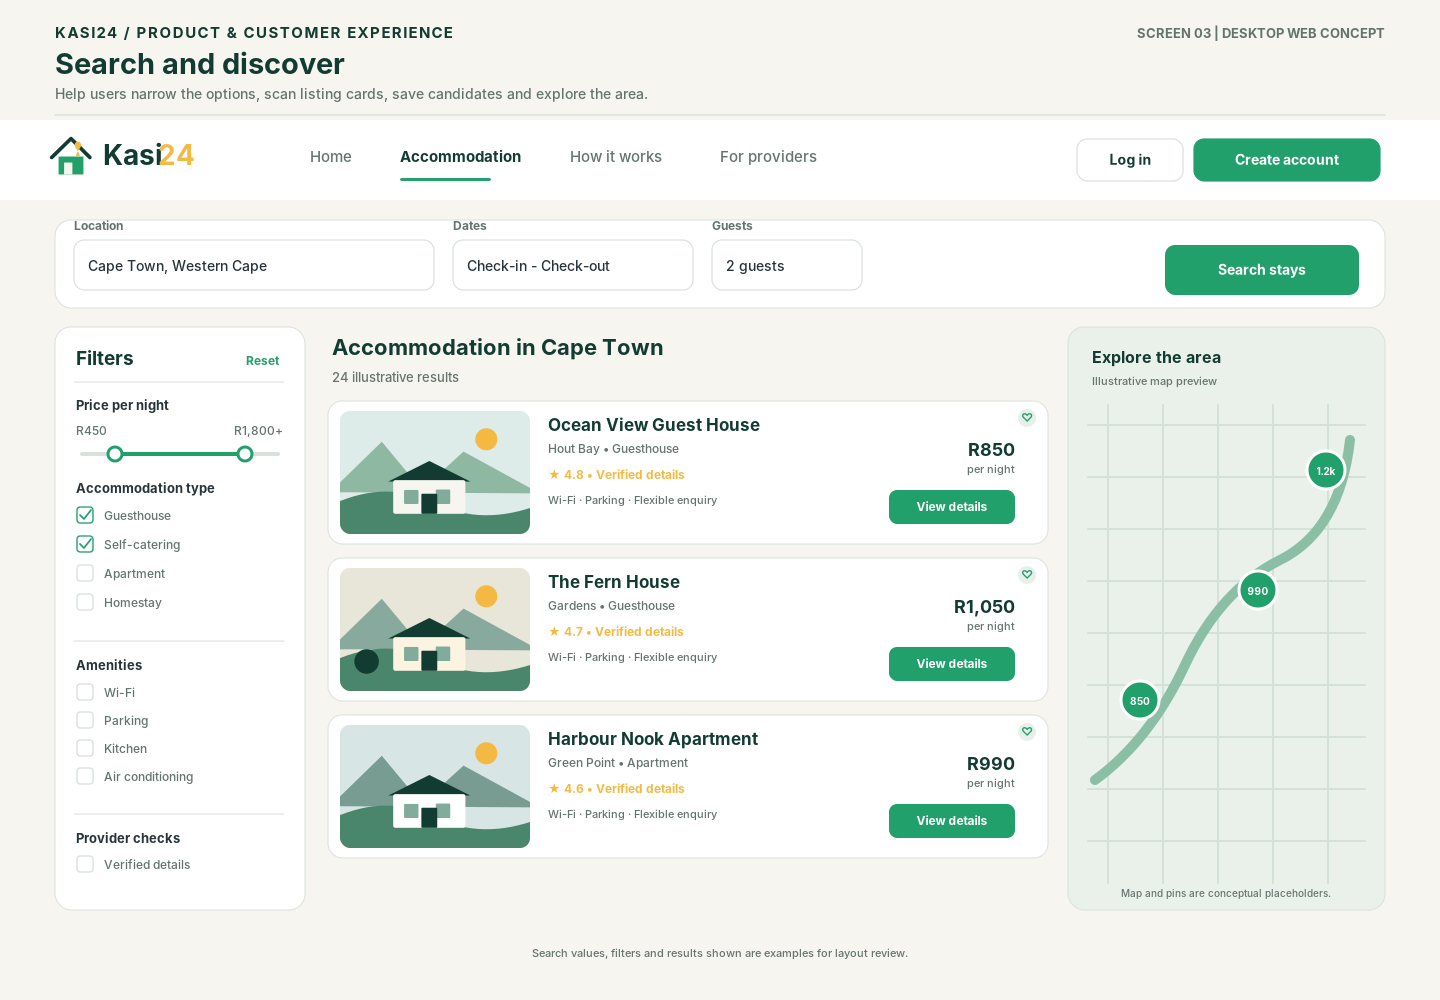 KASI24 / PRODUCT & CUSTOMER EXPERIENCE
SCREEN 03 | DESKTOP WEB CONCEPT
Search and discover
Help users narrow the options, scan listing cards, save candidates and explore the area.
Kasi24
Home
Accommodation
How it works
For providers
Log in
Create account
Location
Dates
Guests
Cape Town, Western Cape
Check-in - Check-out
2 guests
Search stays
Filters
Reset
Price per night
R450
R1,800+
Accommodation type
Guesthouse
Self-catering
Apartment
Homestay
Amenities
Wi-Fi
Parking
Kitchen
Air conditioning
Provider checks
Verified details
Accommodation in Cape Town
24 illustrative results
Ocean View Guest House
Hout Bay • Guesthouse
★ 4.8 • Verified details
Wi-Fi · Parking · Flexible enquiry
R850
per night
View details
The Fern House
Gardens • Guesthouse
★ 4.7 • Verified details
Wi-Fi · Parking · Flexible enquiry
R1,050
per night
View details
Harbour Nook Apartment
Green Point • Apartment
★ 4.6 • Verified details
Wi-Fi · Parking · Flexible enquiry
R990
per night
View details
Explore the area
Illustrative map preview
1.2k
990
850
Map and pins are conceptual placeholders.
Search values, filters and results shown are examples for layout review.